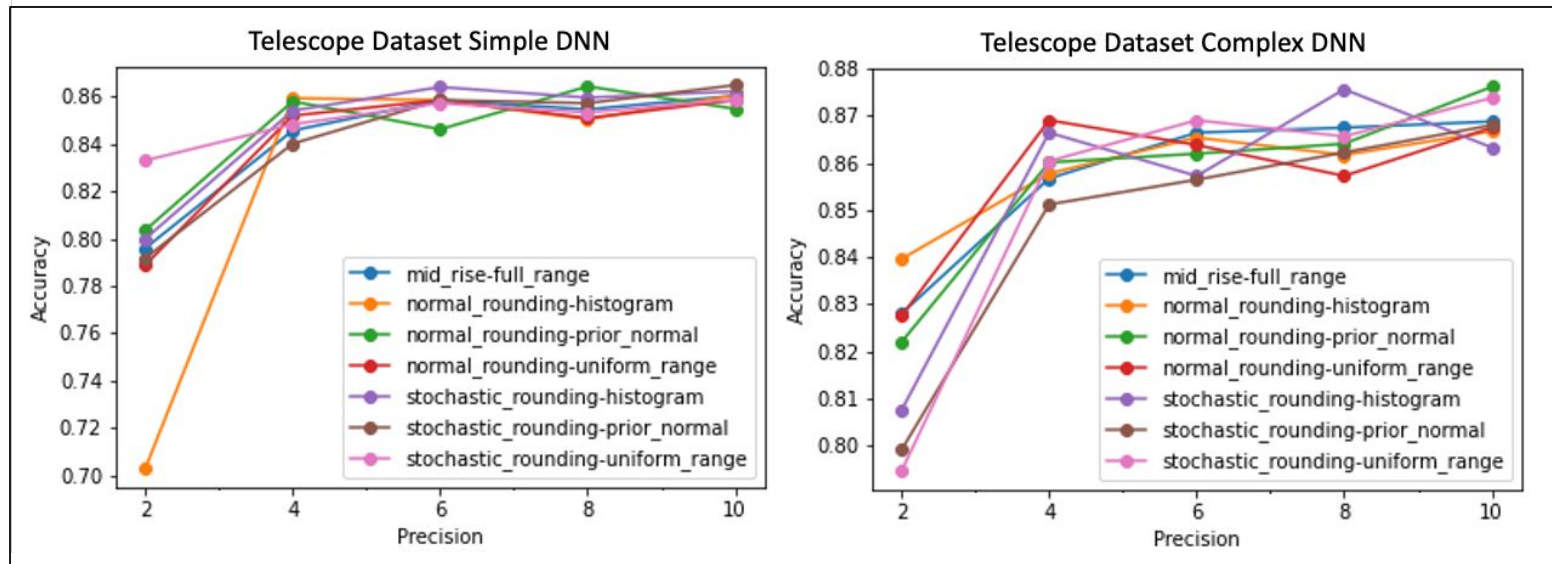 Telescope Dataset Simple DNN
0.86
0.84
0.82
0.80
0.78
0.76
0.74
0.72
0.70
Accuracy
mid_rise-full_range
normal_rounding-histogram
normal_rounding-prior_normal
normal_rounding-uniform_range
stochastic_rounding-histogram
stochastic_rounding-prior_normal
stochastic_rounding-uniform_range
2 4 6 8 10
Precision
Telescope Dataset Complex DNN
0.88
0.87
0.86
0.85
0.84
0.83
0.82
0.81
0.80
Accuracy
mid_rise-full_range
normal_rounding-histogram
normal_rounding-prior_normal
normal_rounding-uniform_range
stochastic_rounding-histogram
stochastic_rounding-prior_normal
stochastic_rounding-uniform_range
2 4 6 8 10
Precision